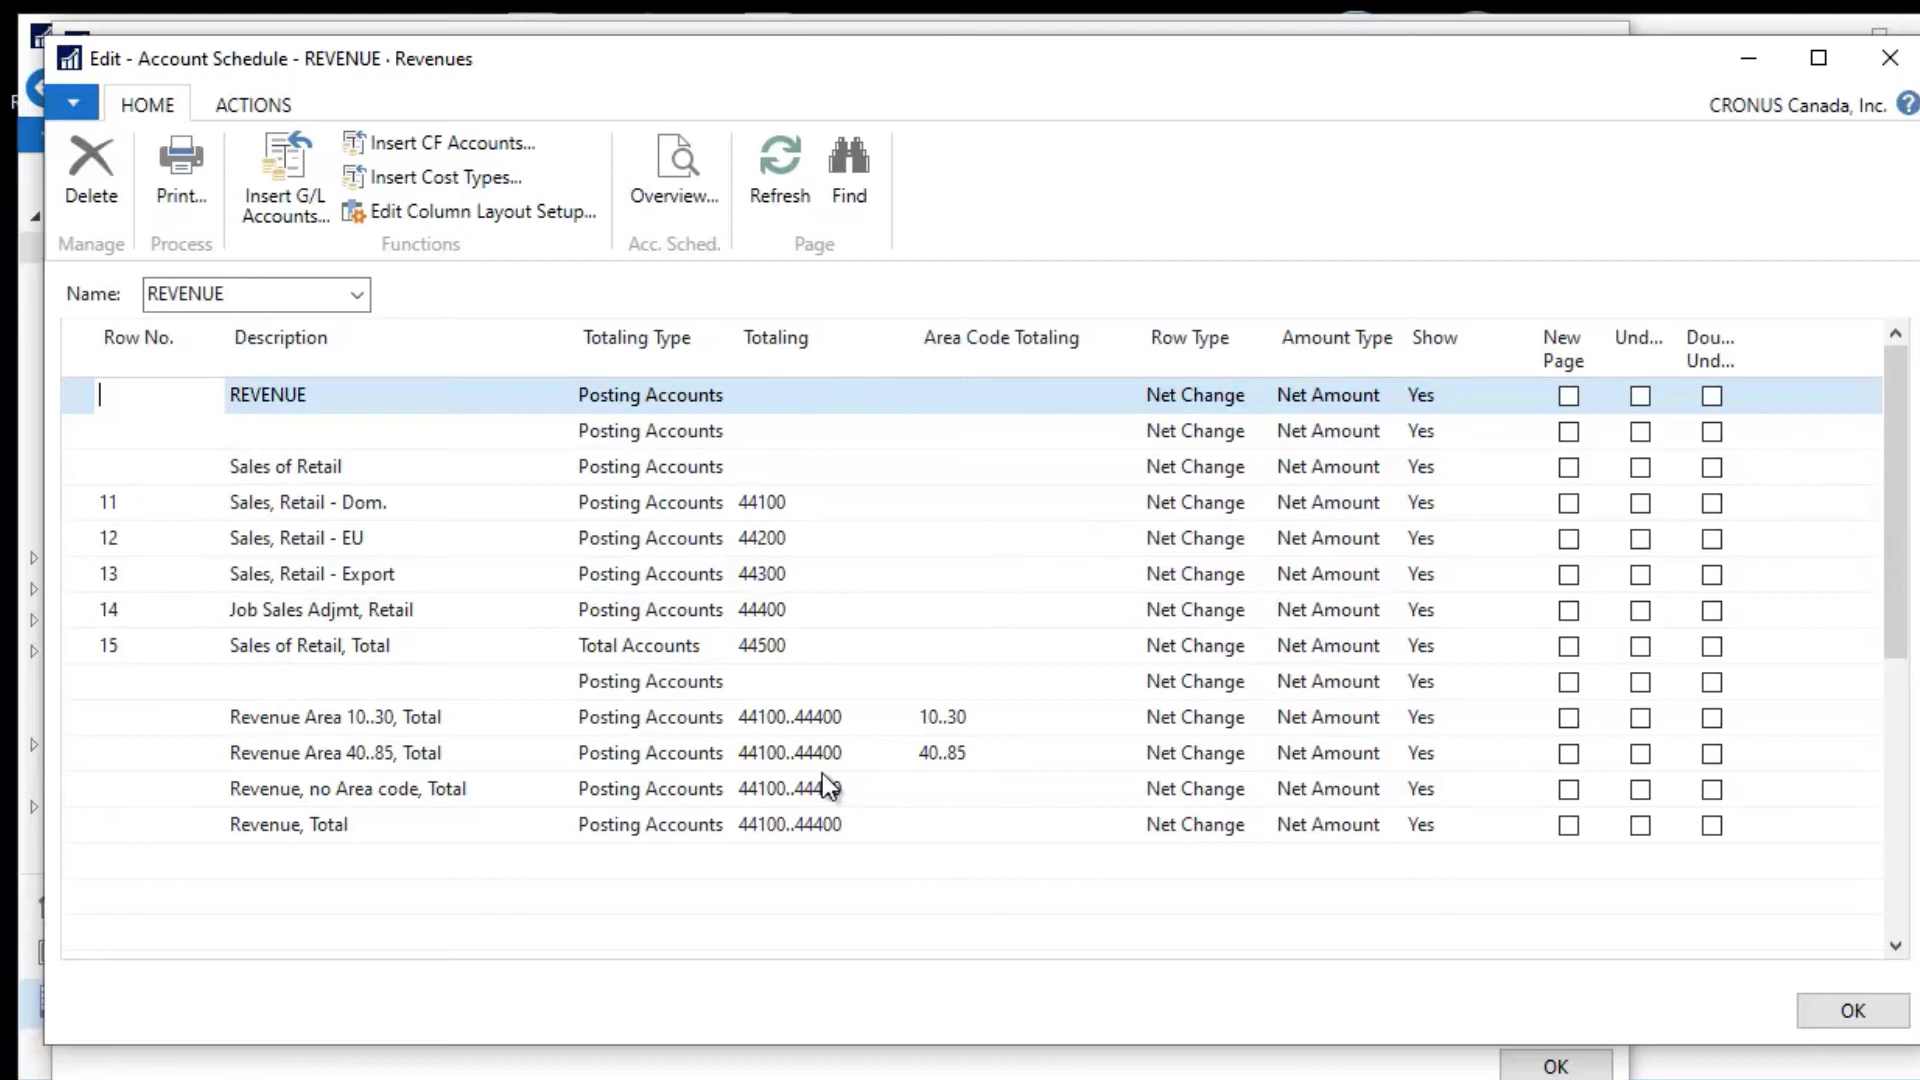 Edit - Account Schedule - REVENUE · Revenues
HOME ACTIONS CRONUS Canada, Inc.
Delete Print... Insert G/L Accounts... Insert CF Accounts... Insert Cost Types... Edit Column Layout Setup... Overview... Refresh Find
Manage Process Functions Acc. Sched. Page
Name: REVENUE
Row No. Description Totaling Type Totaling Area Code Totaling Row Type Amount Type Show New Page Und... Dou... Und...
REVENUE Posting Accounts Net Change Net Amount Yes
Posting Accounts Net Change Net Amount Yes
Sales of Retail Posting Accounts Net Change Net Amount Yes
11 Sales, Retail - Dom. Posting Accounts 44100 Net Change Net Amount Yes
12 Sales, Retail - EU Posting Accounts 44200 Net Change Net Amount Yes
13 Sales, Retail - Export Posting Accounts 44300 Net Change Net Amount Yes
14 Job Sales Adjmt, Retail Posting Accounts 44400 Net Change Net Amount Yes
15 Sales of Retail, Total Total Accounts 44500 Net Change Net Amount Yes
Posting Accounts Net Change Net Amount Yes
Revenue Area 10..30, Total Posting Accounts 44100..44400 10..30 Net Change Net Amount Yes
Revenue Area 40..85, Total Posting Accounts 44100..44400 40..85 Net Change Net Amount Yes
Revenue, no Area code, Total Posting Accounts Net Change Net Amount Yes
Revenue, Total Posting Accounts 44100..44400 Net Change Net Amount Yes
OK
OK